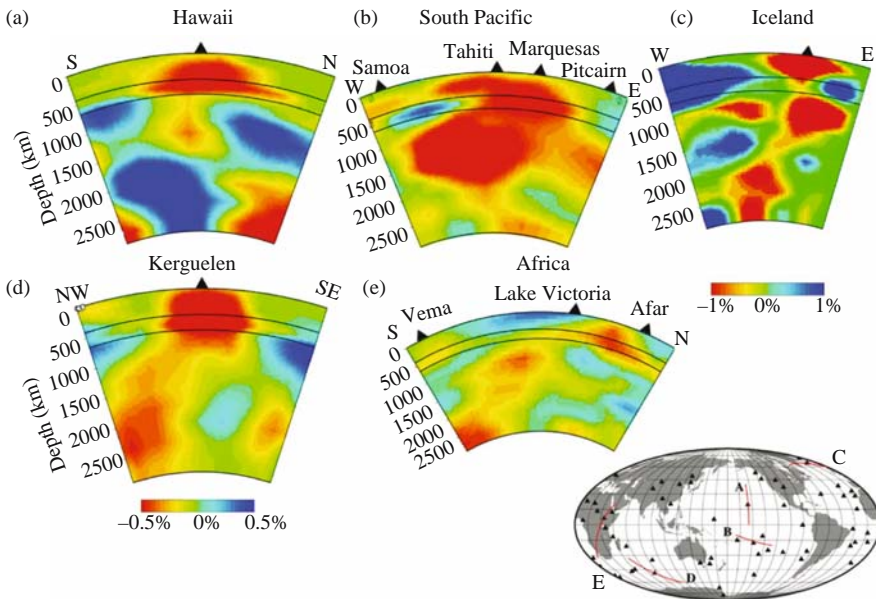 (a) Hawaii
S N
0
500
1000
1500
2000
2500
Depth (km)
(b) South Pacific
Tahiti Marquesas
Samoa Pitcairn
W E
0
500
1000
1500
2000
2500
(c) Iceland
W E
0
500
1000
1500
2000
2500
−1% 0% 1%
(d) Kerguelen
NW SE
0
500
1000
1500
2000
2500
Depth (km)
−0.5% 0% 0.5%
(e) Africa
Lake Victoria
Vema Afar
S N
0
500
1000
1500
2000
2500
C
A
B
D
E